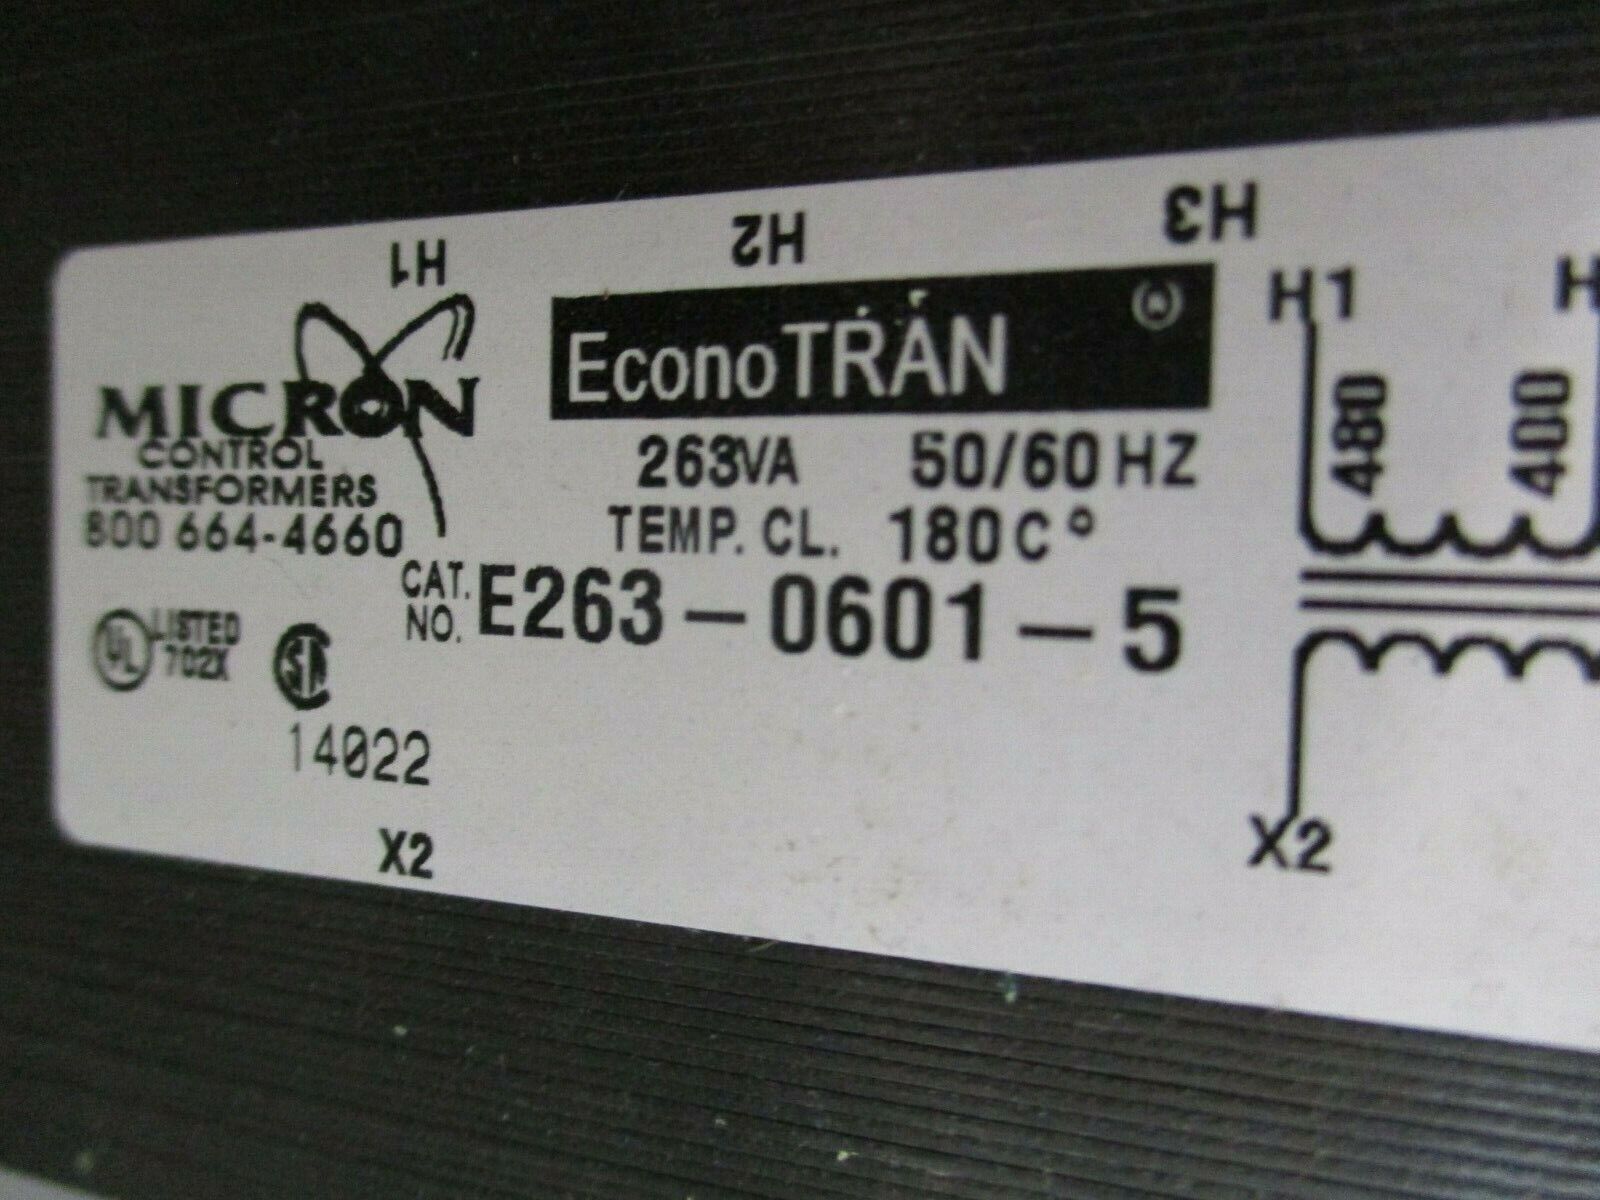 H1 H2 H3
MICRON
CONTROL
TRANSFORMERS
800 664-4660
UL LISTED
702X
14022
X2
EconoTRAN
263VA 50/60 HZ
TEMP. CL. 180C°
CAT.
NO. E263-0601-5
H1
480 400
X2